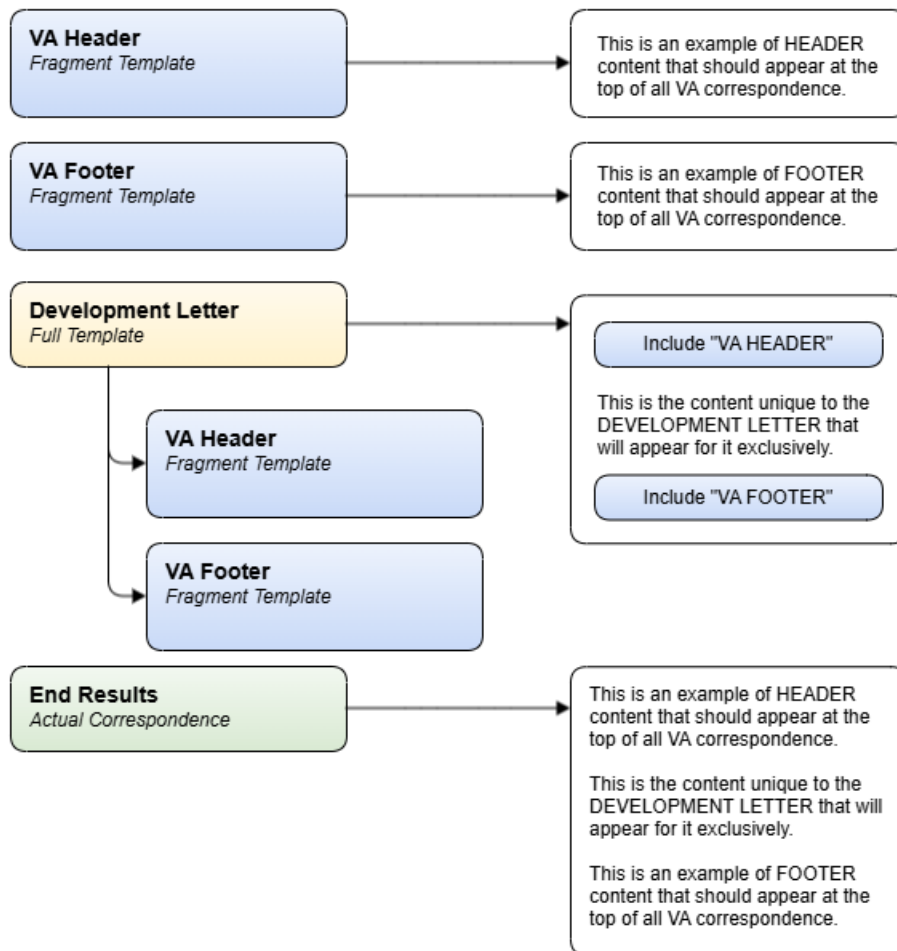 VA Header
Fragment Template
This is an example of HEADER
content that should appear at the
top of all VA correspondence.
VA Footer
Fragment Template
This is an example of FOOTER
content that should appear at the
top of all VA correspondence.
Development Letter
Full Template
Include "VA HEADER"
This is the content unique to the
DEVELOPMENT LETTER that
will appear for it exclusively.
Include "VA FOOTER"
VA Header
Fragment Template
VA Footer
Fragment Template
End Results
Actual Correspondence
This is an example of HEADER
content that should appear at the
top of all VA correspondence.
This is the content unique to the
DEVELOPMENT LETTER that will
appear for it exclusively.
This is an example of FOOTER
content that should appear at the
top of all VA correspondence.